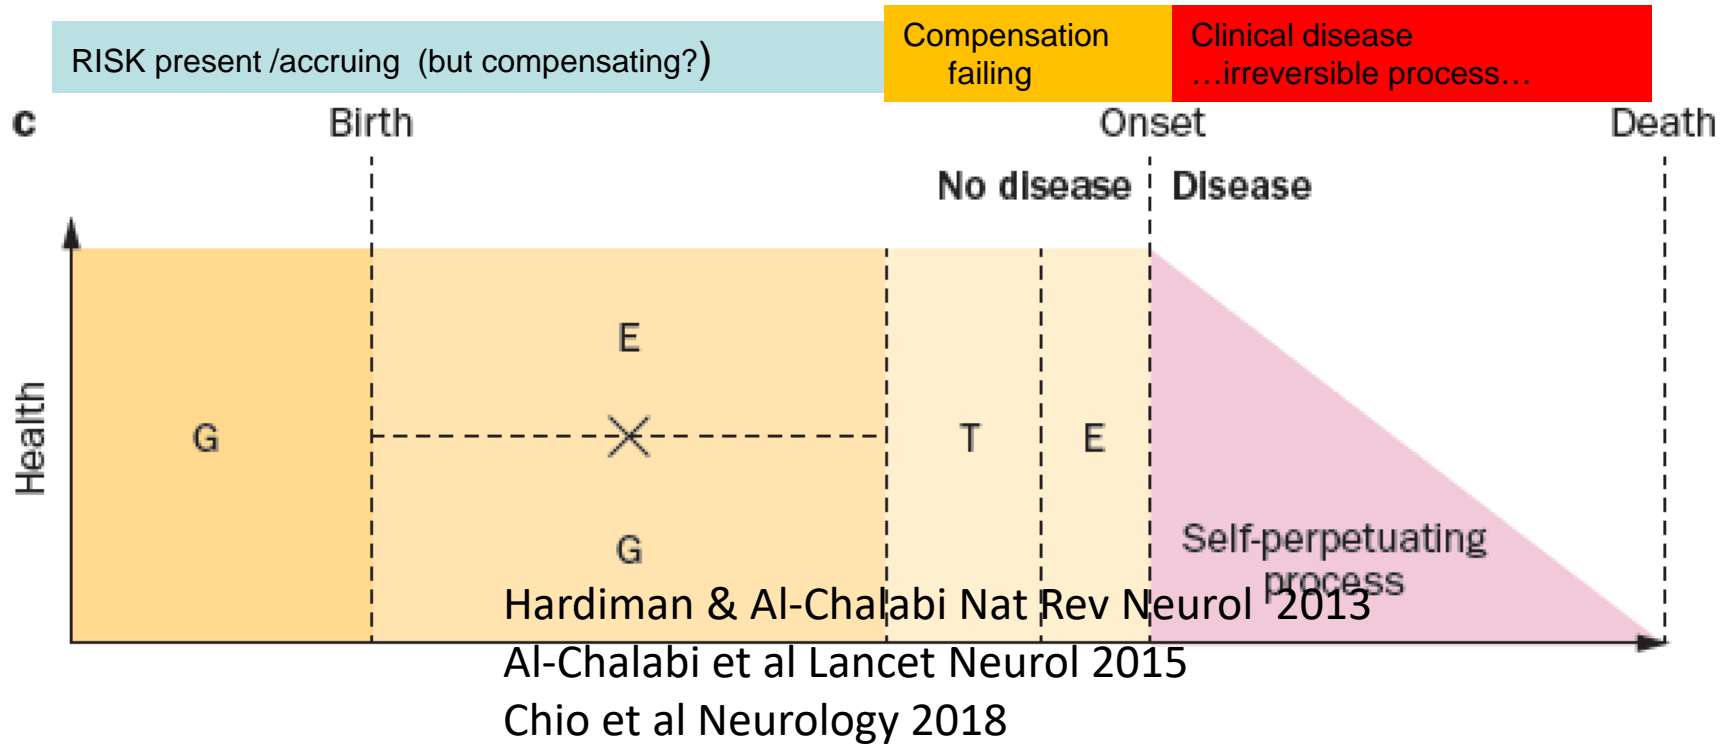 RISK present /accruing (but compensating?)
Compensation
failing
Clinical disease
…irreversible process…
c
Birth
Onset
Death
No disease
Disease
Health
G
E
G
T
E
Self-perpetuating
process
Hardiman & Al-Chalabi Nat Rev Neurol 2013
Al-Chalabi et al Lancet Neurol 2015
Chio et al Neurology 2018